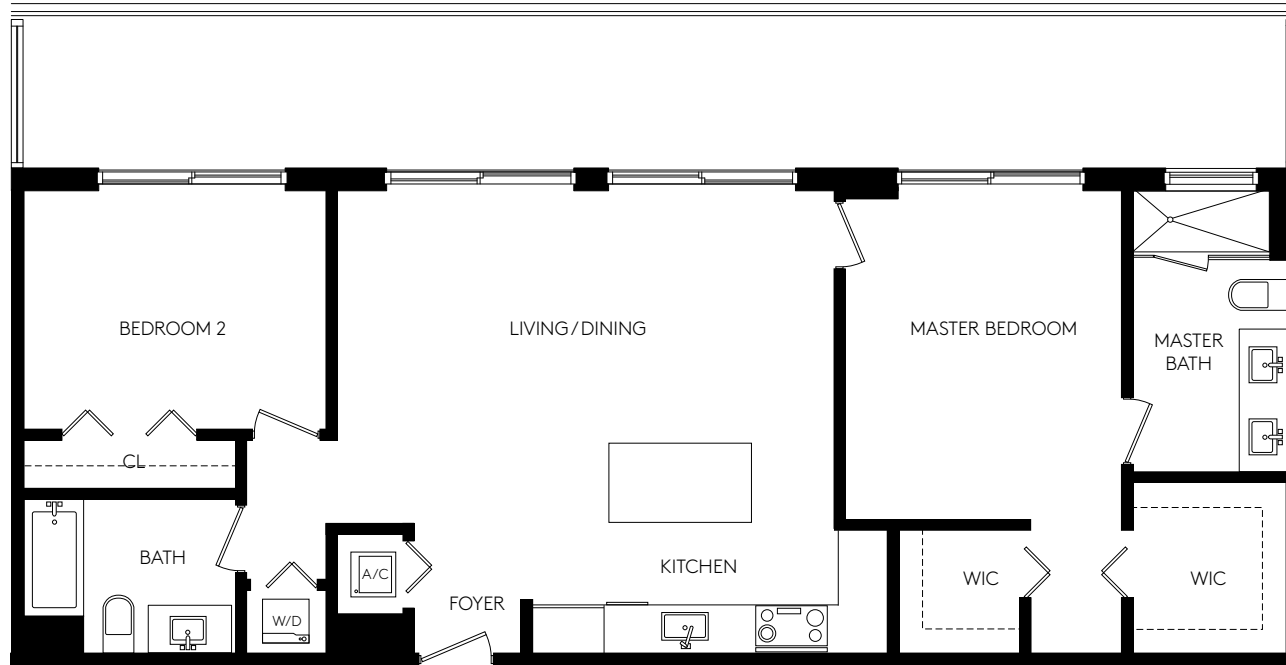 BEDROOM 2
LIVING/DINING
MASTER BEDROOM
MASTER
BATH
CL
BATH
A/C
W/D
FOYER
KITCHEN
WIC
WIC